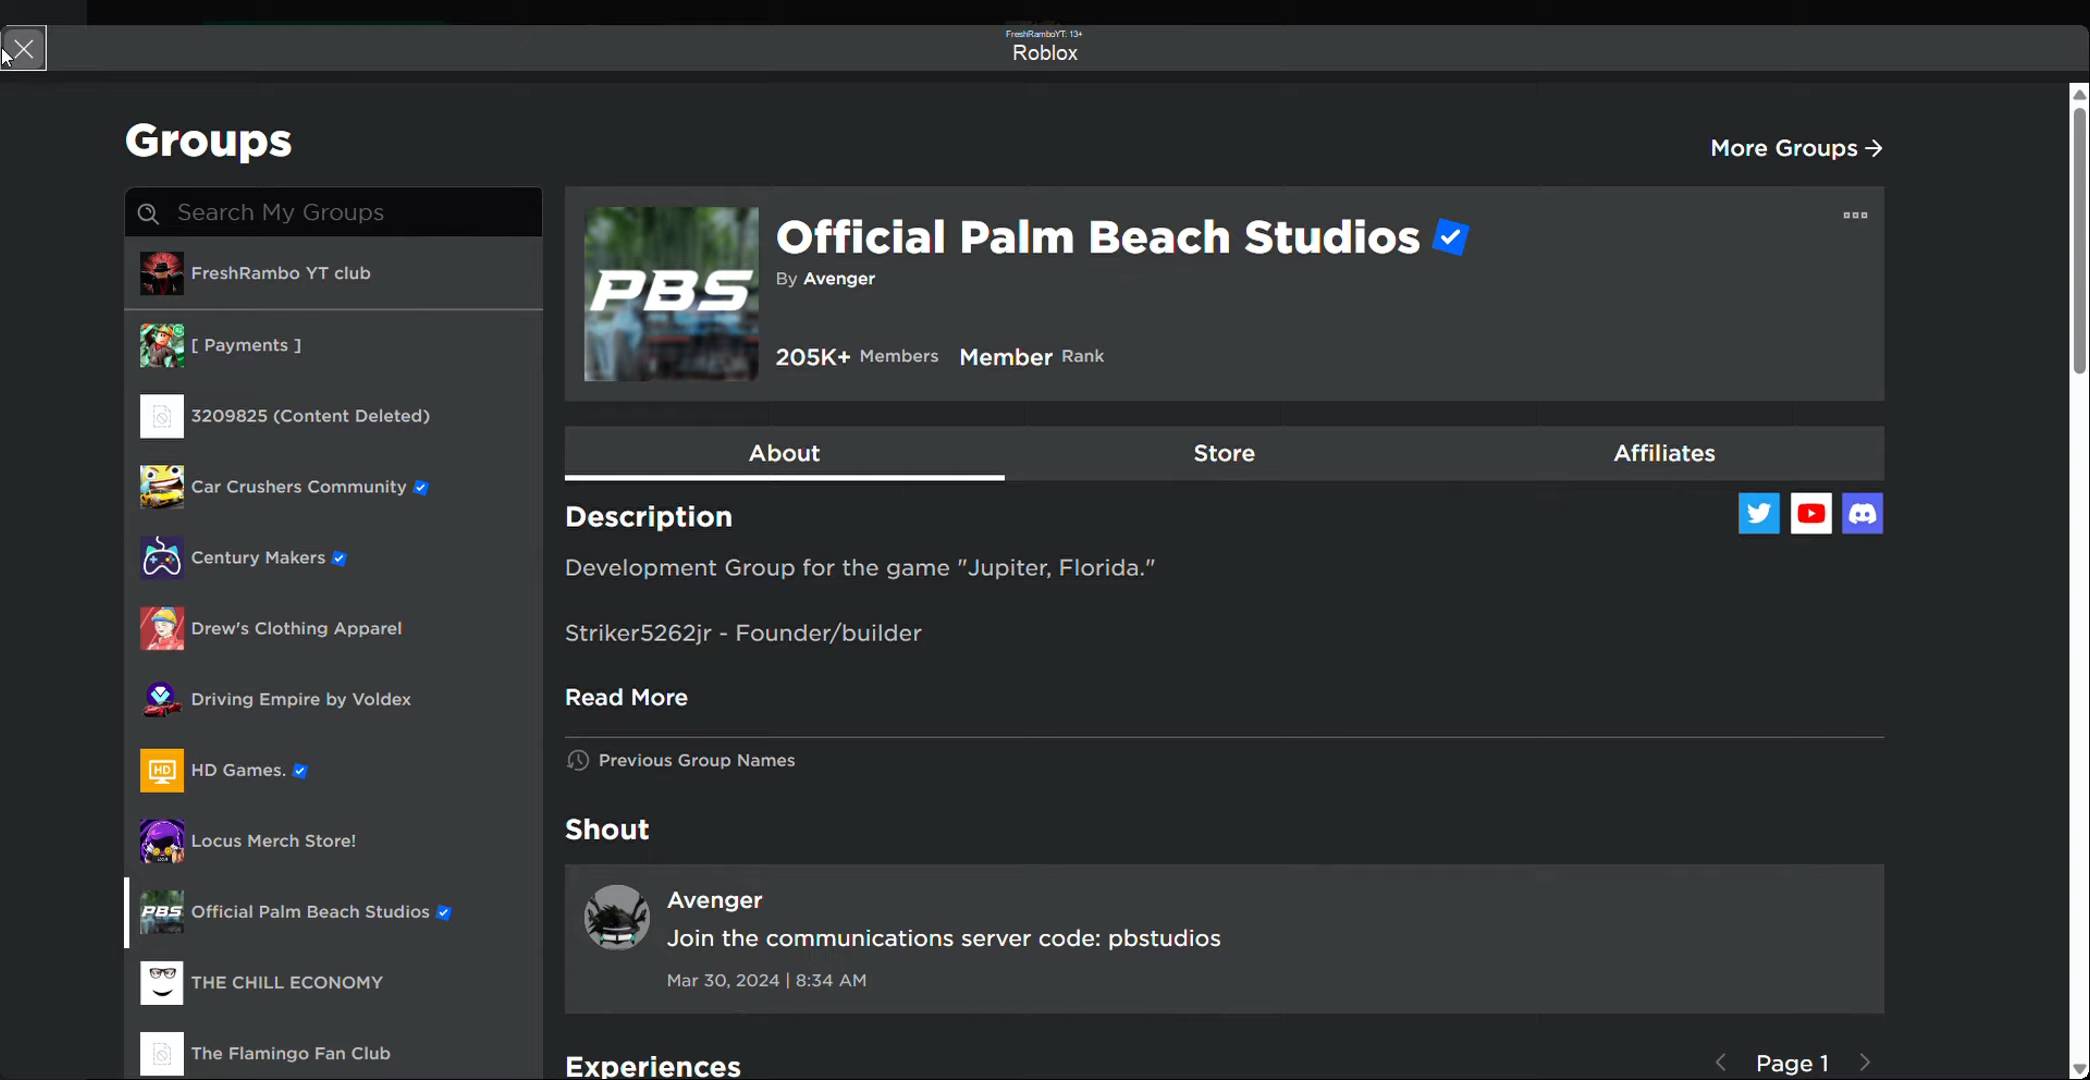 FreshRamboYT: 13+
Roblox
Groups
More Groups →
Search My Groups
FreshRambo YT club
[ Payments ]
3209825 (Content Deleted)
Car Crushers Community
Century Makers
Drew's Clothing Apparel
Driving Empire by Voldex
HD
HD Games.
Locus Merch Store!
PBS
Official Palm Beach Studios
THE CHILL ECONOMY
The Flamingo Fan Club
PBS
Official Palm Beach Studios
By Avenger
205K+ Members Member Rank
About Store Affiliates
Description
Development Group for the game "Jupiter, Florida."
Striker5262jr - Founder/builder
Read More
Previous Group Names
Shout
Avenger
Join the communications server code: pbstudios
Mar 30, 2024 | 8:34 AM
Experiences
Page 1